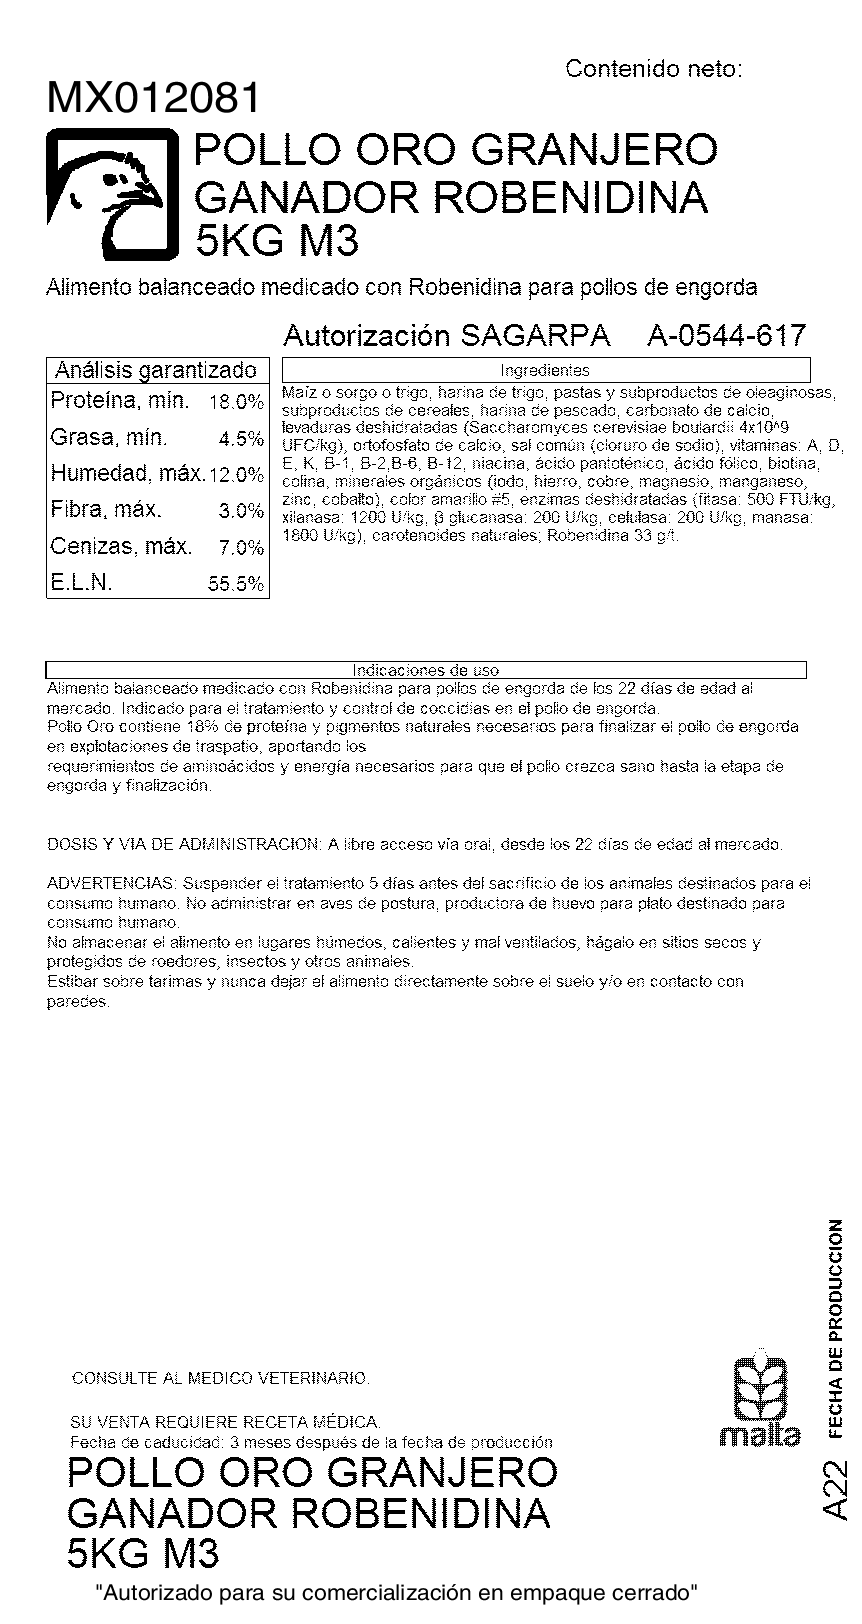 Contenido neto:
MX012081
POLLO ORO GRANJERO
GANADOR ROBENIDINA
5KG M3
Alimento balanceado medicado con Robenidina para pollos de engorda
Autorización SAGARPA A-0544-617
Análisis garantizado
Proteína, mín. 18.0%
Grasa, mín. 4.5%
Humedad, máx. 12.0%
Fibra, máx. 3.0%
Cenizas, máx. 7.0%
E.L.N. 55.5%
Ingredientes
Maíz o sorgo o trigo, harina de trigo, pastas y subproductos de oleaginosas,
subproductos de cereales, harina de pescado, carbonato de calcio,
levaduras deshidratadas (Saccharomyces cerevisiae boulardii 4x10^9
UFC/kg), ortofosfato de calcio, sal común (cloruro de sodio), vitaminas: A, D,
E, K, B-1, B-2,B-6, B-12, niacina, ácido pantoténico, ácido fólico, biotina,
colina, minerales orgánicos (iodo, hierro, cobre, magnesio, manganeso,
zinc, cobalto), color amarillo #5, enzimas deshidratadas (fitasa: 500 FTU/kg,
xilanasa: 1200 U/kg, β glucanasa: 200 U/kg, celulasa: 200 U/kg, manasa:
1800 U/kg), carotenoides naturales; Robenidina 33 g/t.
Indicaciones de uso
Alimento balanceado medicado con Robenidina para pollos de engorda de los 22 días de edad al
mercado. Indicado para el tratamiento y control de coccidias en el pollo de engorda.
Pollo Oro contiene 18% de proteína y pigmentos naturales necesarios para finalizar el pollo de engorda
en explotaciones de traspatio, aportando los
requerimientos de aminoácidos y energía necesarios para que el pollo crezca sano hasta la etapa de
engorda y finalización.
DOSIS Y VIA DE ADMINISTRACION: A libre acceso vía oral, desde los 22 días de edad al mercado.
ADVERTENCIAS: Suspender el tratamiento 5 días antes del sacrificio de los animales destinados para el
consumo humano. No administrar en aves de postura, productora de huevo para plato destinado para
consumo humano.
No almacenar el alimento en lugares húmedos, calientes y mal ventilados, hágalo en sitios secos y
protegidos de roedores, insectos y otros animales.
Estibar sobre tarimas y nunca dejar el alimento directamente sobre el suelo y/o en contacto con
paredes.
CONSULTE AL MEDICO VETERINARIO.
SU VENTA REQUIERE RECETA MÉDICA.
Fecha de caducidad: 3 meses después de la fecha de producción
malta
FECHA DE PRODUCCION
A22
POLLO ORO GRANJERO
GANADOR ROBENIDINA
5KG M3
"Autorizado para su comercialización en empaque cerrado"